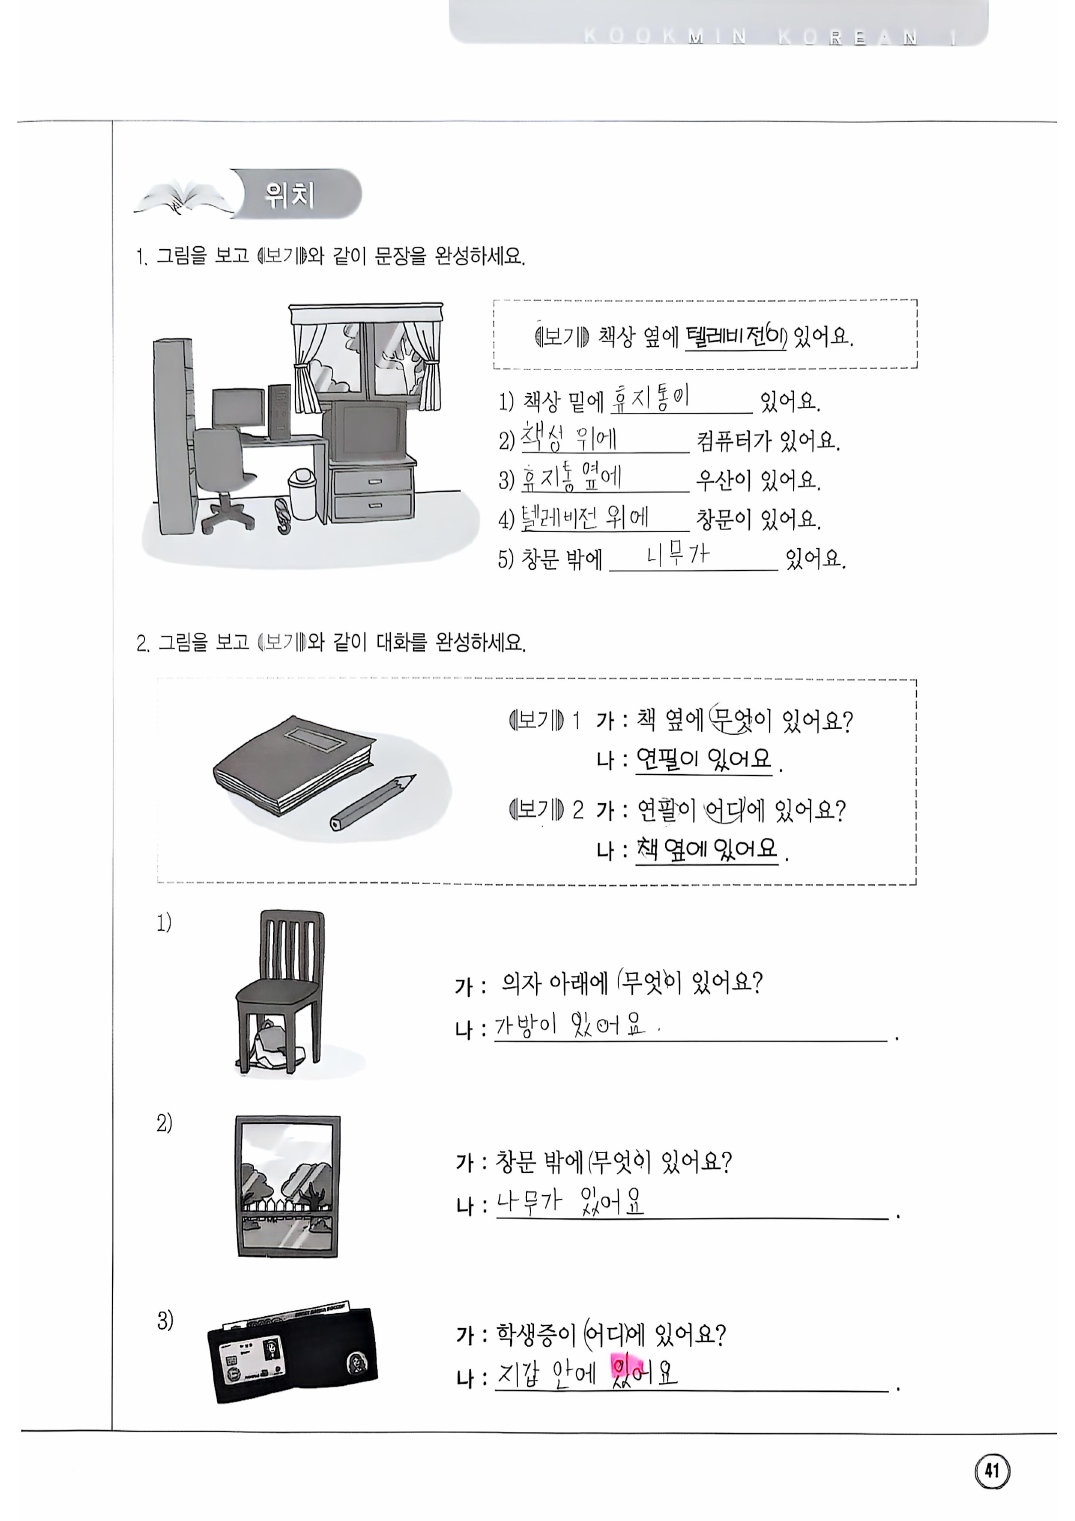 KOOKMIN KOREAN 1
위치
1. 그림을 보고 《보기》와 같이 문장을 완성하세요.
《보기》 책상 옆에 텔레비전이 있어요.
1) 책상 밑에 휴지통이 있어요.
2) 책성 위에 컴퓨터가 있어요.
3) 휴지통 옆에 우산이 있어요.
4) 텔레비전 위에 창문이 있어요.
5) 창문 밖에 니무가 있어요.
2. 그림을 보고 《보기》와 같이 대화를 완성하세요.
《보기》 1 가 : 책 옆에 무엇이 있어요?
나 : 연필이 있어요.
《보기》 2 가 : 연필이 어디에 있어요?
나 : 책 옆에 있어요.
1)
가 : 의자 아래에 (무엇)이 있어요?
나 : 가방이 있어요.
2)
가 : 창문 밖에 (무엇)이 있어요?
나 : 나무가 있어요.
3)
가 : 학생증이 (어디)에 있어요?
나 : 지갑 안에 있어요.
41